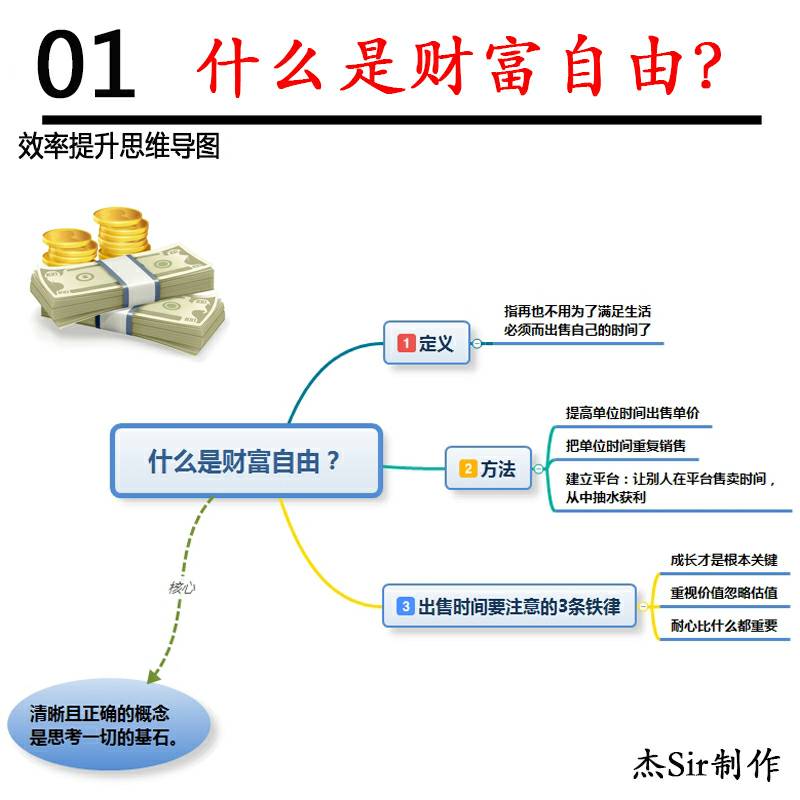 01 什么是财富自由?
效率提升思维导图
什么是财富自由？
1 定义
指再也不用为了满足生活
必须而出售自己的时间了
2 方法
提高单位时间出售单价
把单位时间重复销售
建立平台：让别人在平台售卖时间，
从中抽水获利
3 出售时间要注意的3条铁律
成长才是根本关键
重视价值忽略估值
耐心比什么都重要
核心
清晰且正确的概念
是思考一切的基石。
杰Sir制作